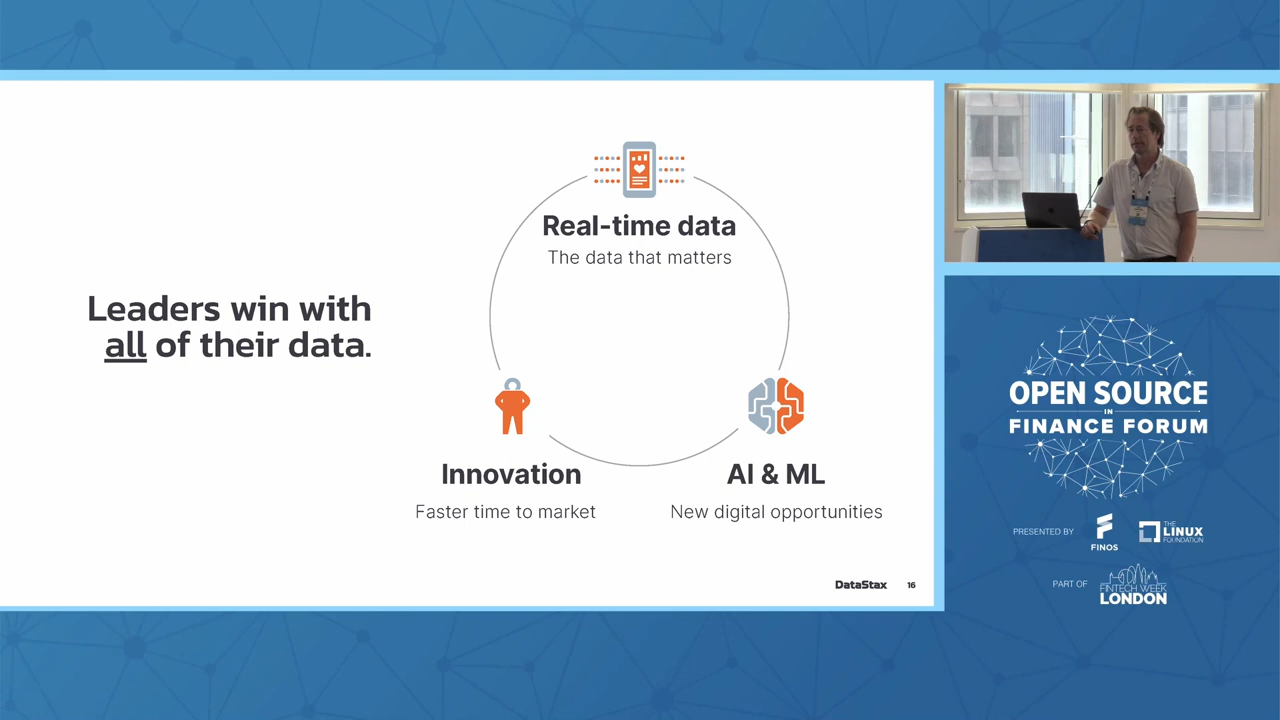 Leaders win with
all of their data.
Real-time data
The data that matters
Innovation
Faster time to market
AI & ML
New digital opportunities
DataStax 16
OPEN SOURCE
IN
FINANCE FORUM
PRESENTED BY
FINOS
THE
LINUX
FOUNDATION
PART OF
FINTECH WEEK
LONDON